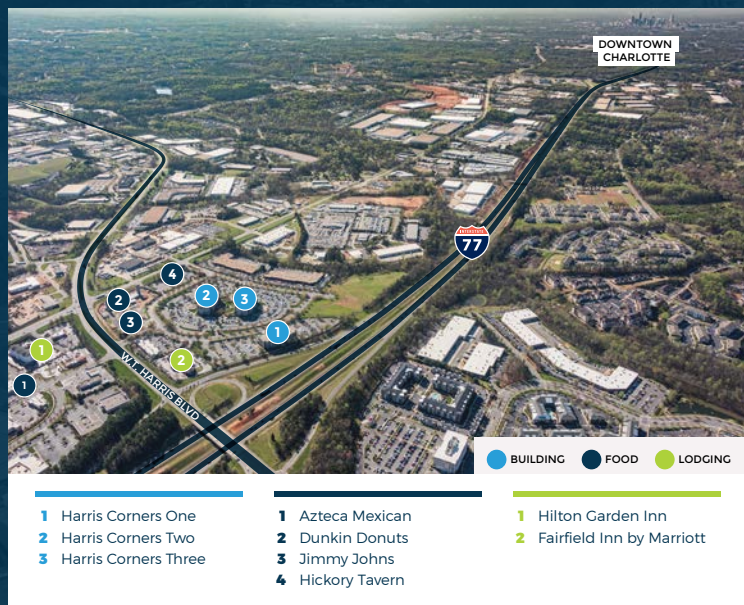 DOWNTOWN
CHARLOTTE
INTERSTATE
77
4
2
3
2
3
1
1
2
1
W.T. HARRIS BLVD
BUILDING FOOD LODGING
1 Harris Corners One
2 Harris Corners Two
3 Harris Corners Three
1 Azteca Mexican
2 Dunkin Donuts
3 Jimmy Johns
4 Hickory Tavern
1 Hilton Garden Inn
2 Fairfield Inn by Marriott